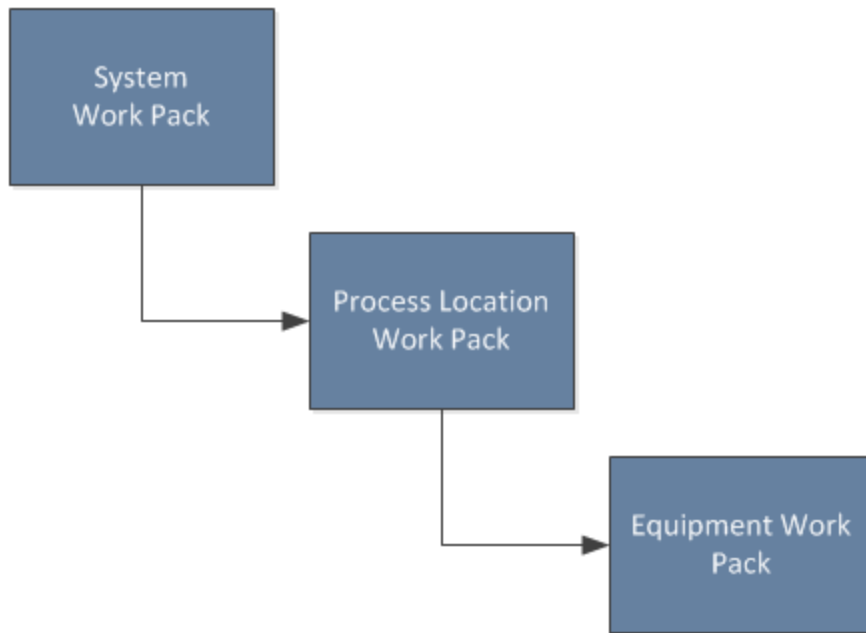 System
Work Pack
Process Location
Work Pack
Equipment Work
Pack